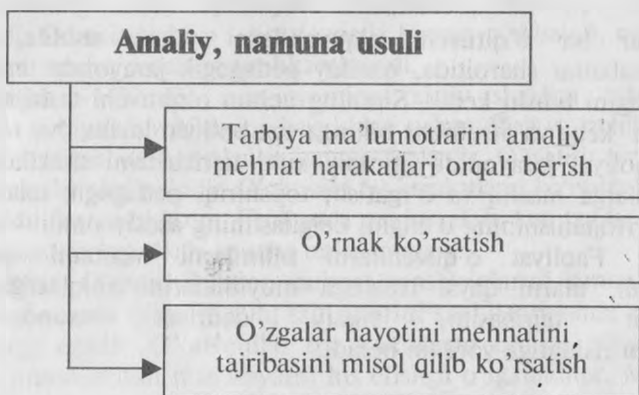 Amaliy, namuna usuli
Tarbiya ma'lumotlarini amaliy
mehnat harakatlari orqali berish
O'rnak ko'rsatish
O'zgalar hayotini mehnatini
tajribasini misol qilib ko'rsatish